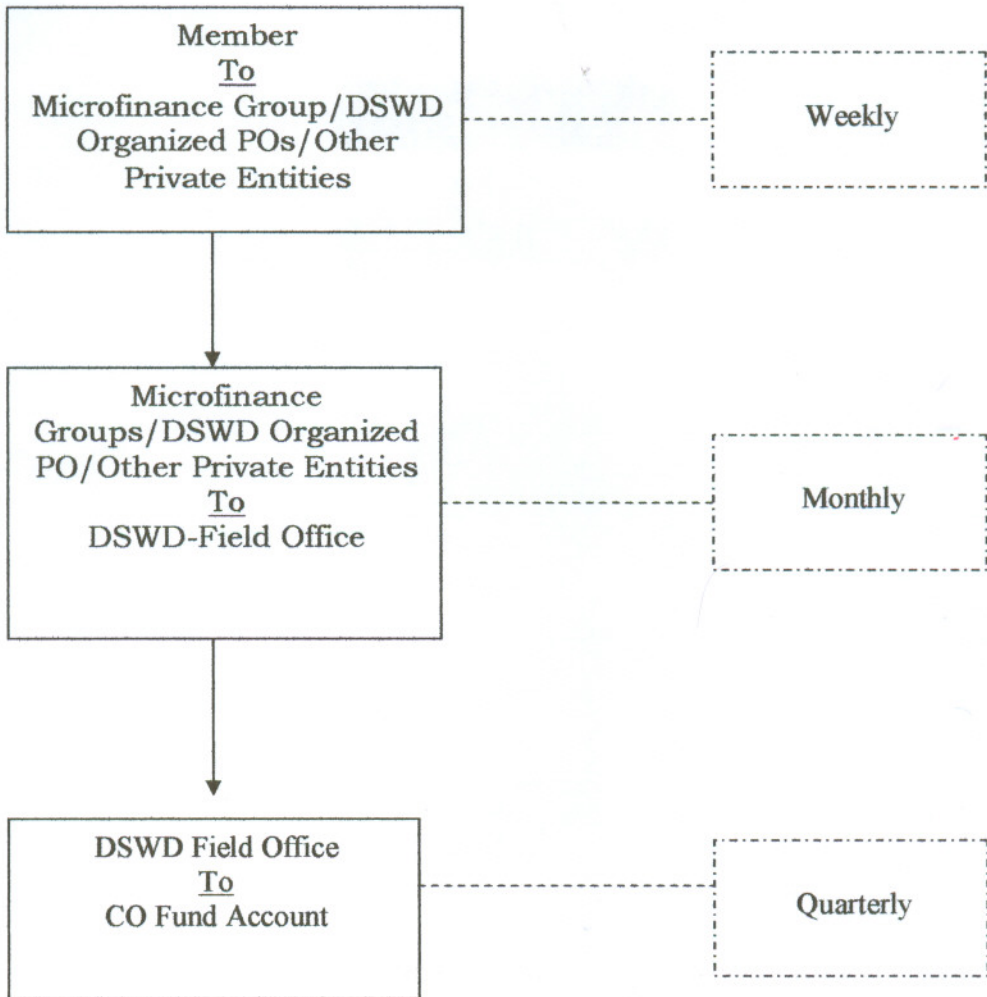 Member
To
Microfinance Group/DSWD
Organized POs/Other
Private Entities
Weekly
Microfinance
Groups/DSWD Organized
PO/Other Private Entities
To
DSWD-Field Office
Monthly
DSWD Field Office
To
CO Fund Account
Quarterly